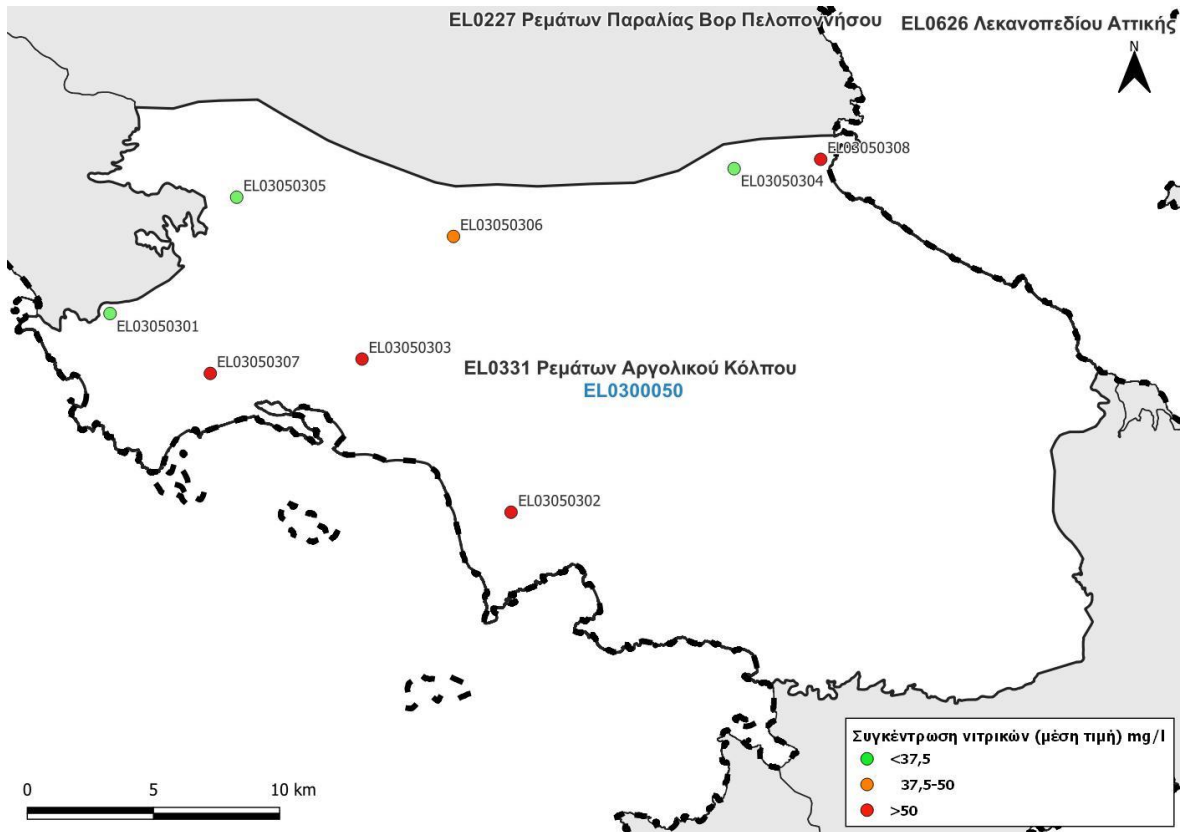 EL0227 Ρεμάτων Παραλίας Βορ Πελοποννήσου
EL0626 Λεκανοπεδίου Αττικής
N
EL03050308
EL03050304
EL03050305
EL03050306
EL03050301
EL03050303
EL03050307
EL0331 Ρεμάτων Αργολικού Κόλπου
EL0300050
EL03050302
Συγκέντρωση νιτρικών (μέση τιμή) mg/l
<37,5
37,5-50
>50
0 5 10 km